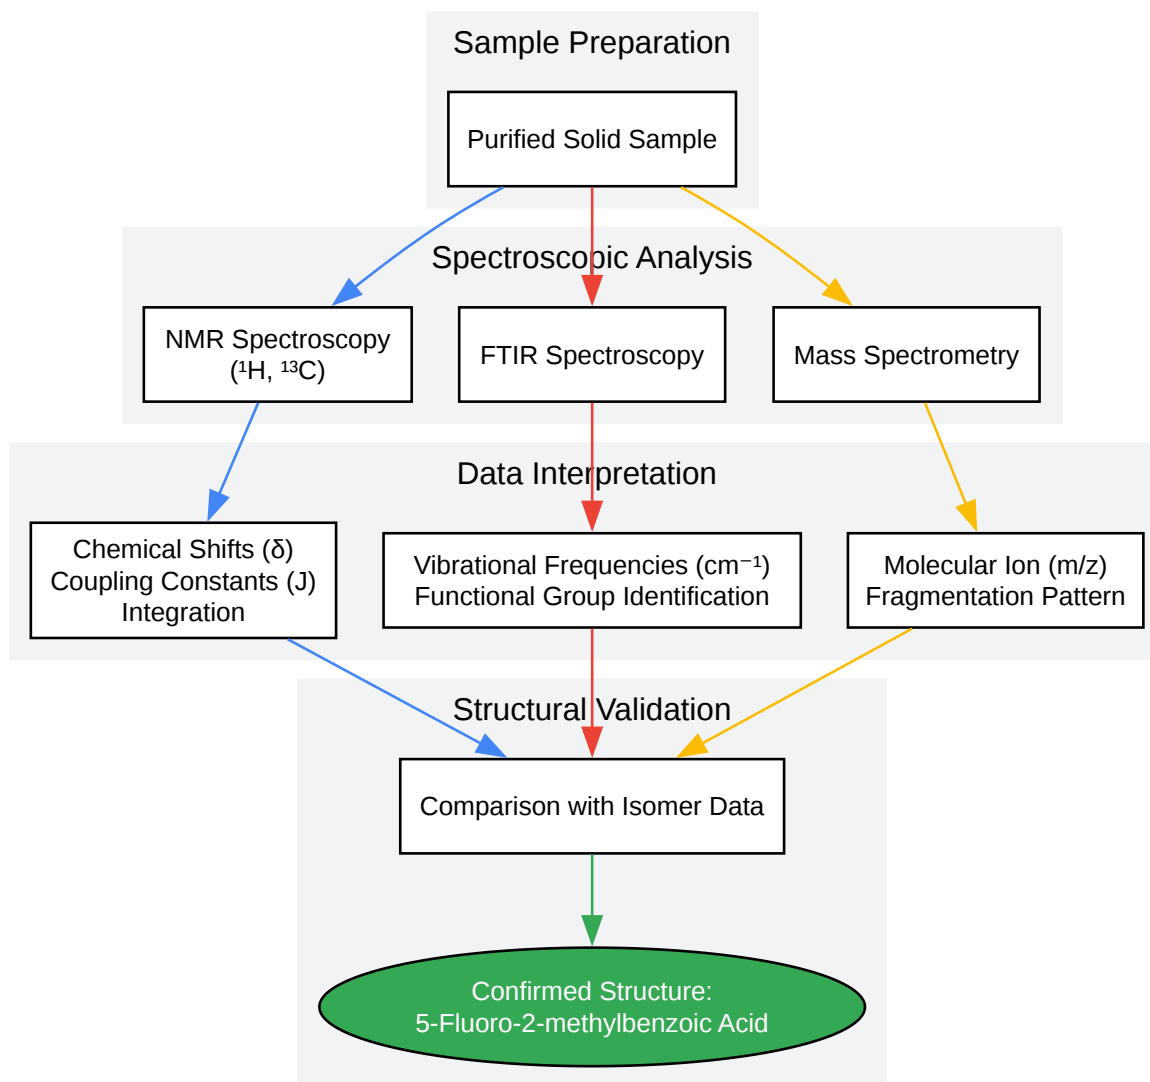 Sample Preparation
Purified Solid Sample
Spectroscopic Analysis
NMR Spectroscopy
(¹H, ¹³C)
FTIR Spectroscopy
Mass Spectrometry
Data Interpretation
Chemical Shifts (δ)
Coupling Constants (J)
Integration
Vibrational Frequencies (cm⁻¹)
Functional Group Identification
Molecular Ion (m/z)
Fragmentation Pattern
Structural Validation
Comparison with Isomer Data
Confirmed Structure:
5-Fluoro-2-methylbenzoic Acid